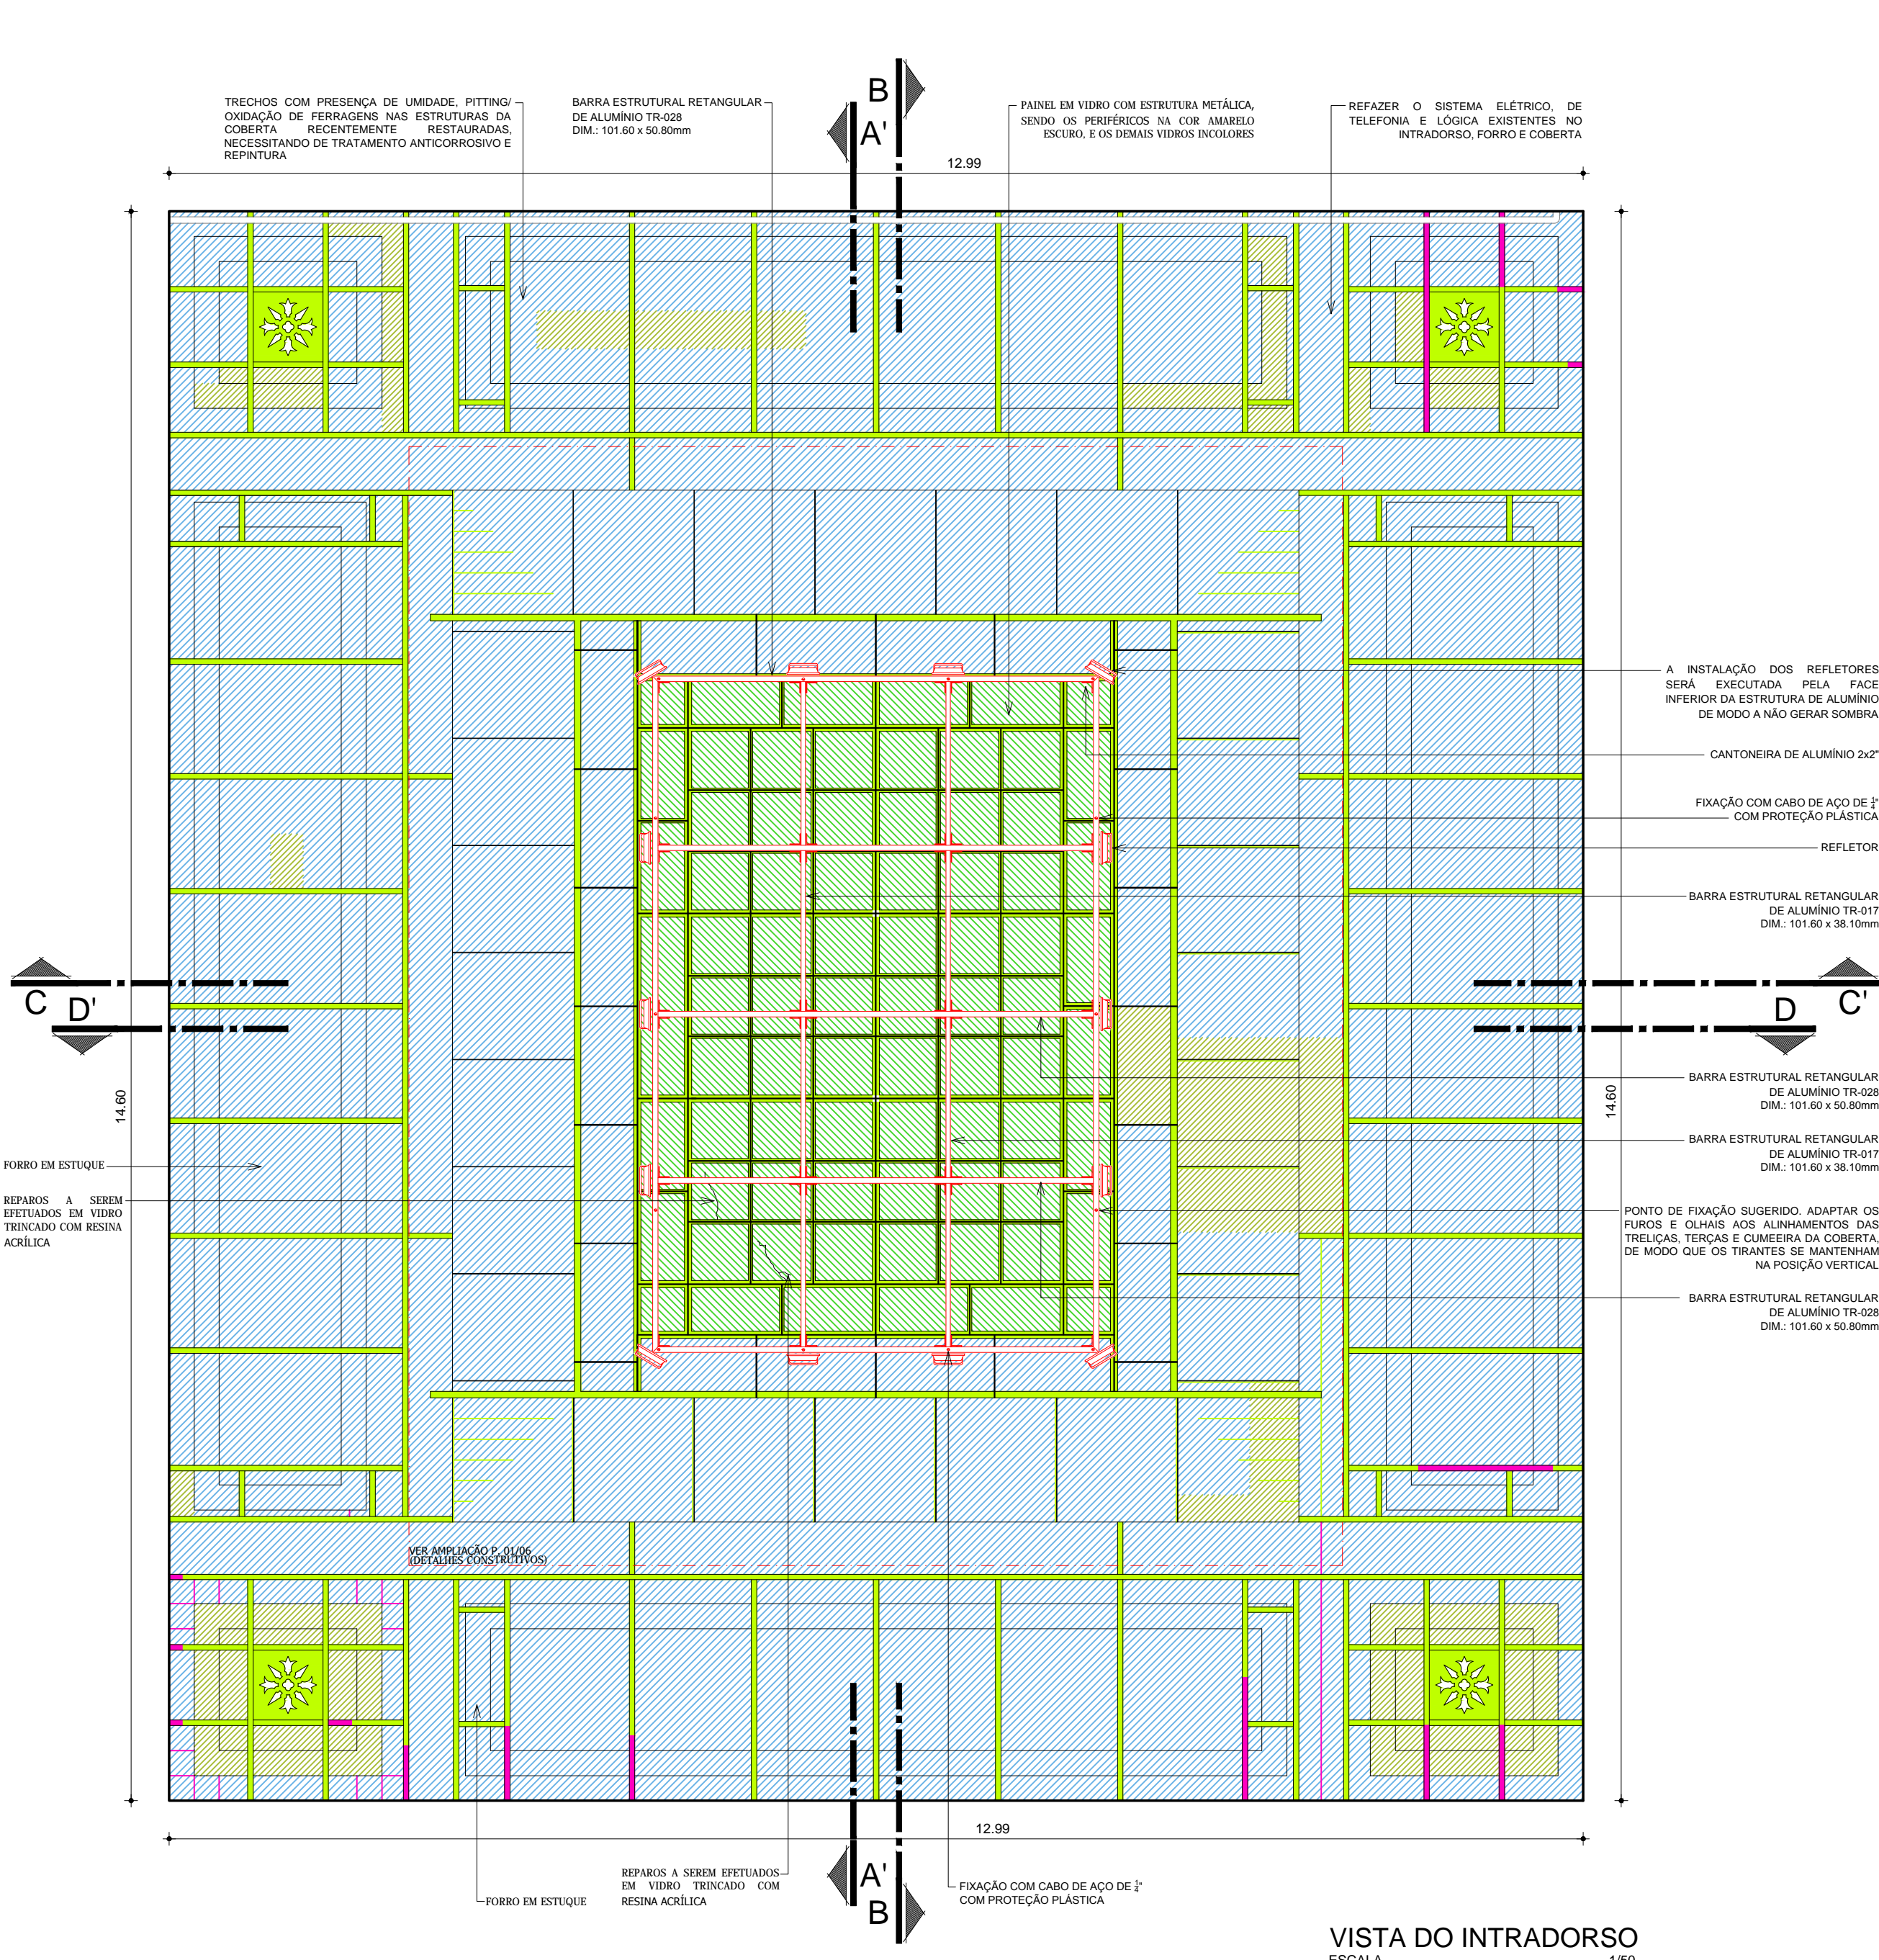 B
A'
TRECHOS COM PRESENÇA DE UMIDADE, PITTING/
OXIDAÇÃO DE FERRAGENS NAS ESTRUTURAS DA
COBERTA RECENTEMENTE RESTAURADAS,
NECESSITANDO DE TRATAMENTO ANTICORROSIVO E
REPINTURA
BARRA ESTRUTURAL RETANGULAR
DE ALUMÍNIO TR-028
DIM.: 101.60 x 50.80mm
PAINEL EM VIDRO COM ESTRUTURA METÁLICA,
SENDO OS PERIFÉRICOS NA COR AMARELO
ESCURO, E OS DEMAIS VIDROS INCOLORES
REFAZER O SISTEMA ELÉTRICO, DE
TELEFONIA E LÓGICA EXISTENTES NO
INTRADORSO, FORRO E COBERTA
12.99
A INSTALAÇÃO DOS REFLETORES
SERÁ EXECUTADA PELA FACE
INFERIOR DA ESTRUTURA DE ALUMÍNIO
DE MODO A NÃO GERAR SOMBRA
CANTONEIRA DE ALUMÍNIO 2x2"
FIXAÇÃO COM CABO DE AÇO DE 1/4"
COM PROTEÇÃO PLÁSTICA
REFLETOR
BARRA ESTRUTURAL RETANGULAR
DE ALUMÍNIO TR-017
DIM.: 101.60 x 38.10mm
C
D'
D
C'
14.60
14.60
BARRA ESTRUTURAL RETANGULAR
DE ALUMÍNIO TR-028
DIM.: 101.60 x 50.80mm
BARRA ESTRUTURAL RETANGULAR
DE ALUMÍNIO TR-017
DIM.: 101.60 x 38.10mm
FORRO EM ESTUQUE
REPAROS A SEREM
EFETUADOS EM VIDRO
TRINCADO COM RESINA
ACRÍLICA
PONTO DE FIXAÇÃO SUGERIDO. ADAPTAR OS
FUROS E OLHAIS AOS ALINHAMENTOS DAS
TRELIÇAS, TERÇAS E CUMEEIRA DA COBERTA,
DE MODO QUE OS TIRANTES SE MANTENHAM
NA POSIÇÃO VERTICAL
BARRA ESTRUTURAL RETANGULAR
DE ALUMÍNIO TR-028
DIM.: 101.60 x 50.80mm
VER AMPLIAÇÃO P. 01/06
(DETALHES CONSTRUTIVOS)
12.99
FORRO EM ESTUQUE
REPAROS A SEREM EFETUADOS
EM VIDRO TRINCADO COM
RESINA ACRÍLICA
A'
B
FIXAÇÃO COM CABO DE AÇO DE 1/4"
COM PROTEÇÃO PLÁSTICA
VISTA DO INTRADORSO
ESCALA 1/50